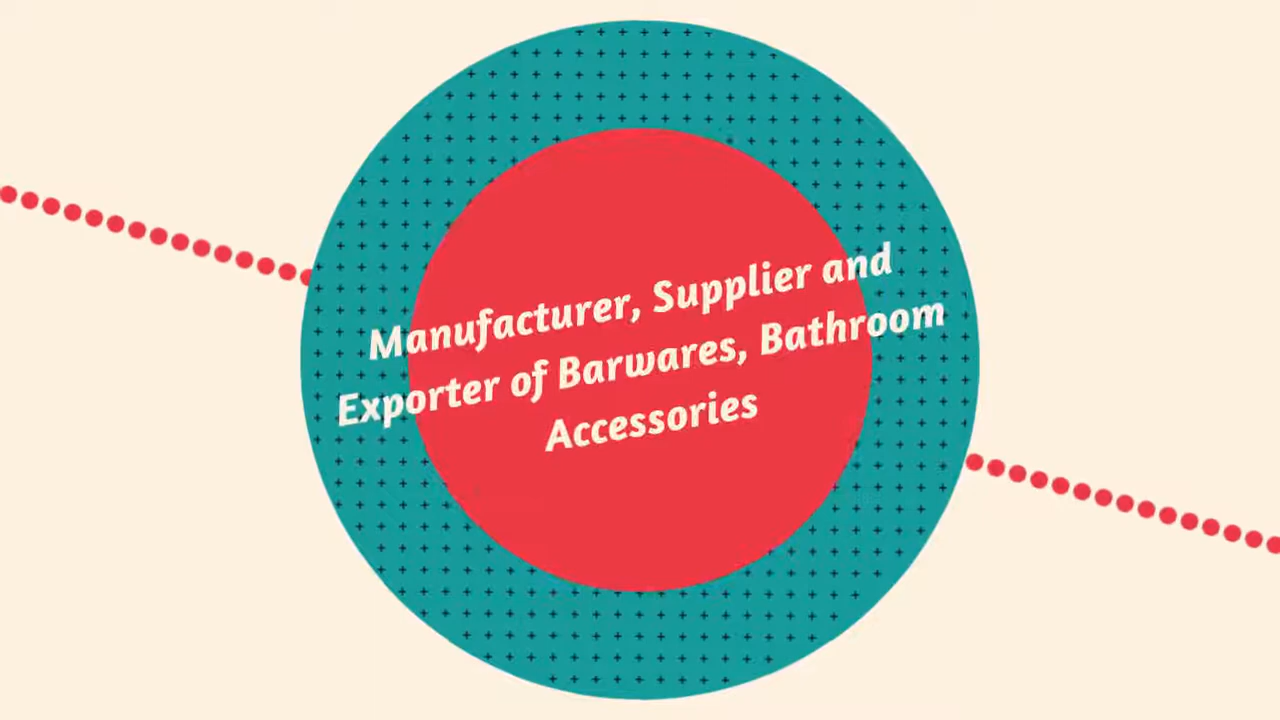 Manufacturer, Supplier and
Exporter of Barwares, Bathroom
Accessories